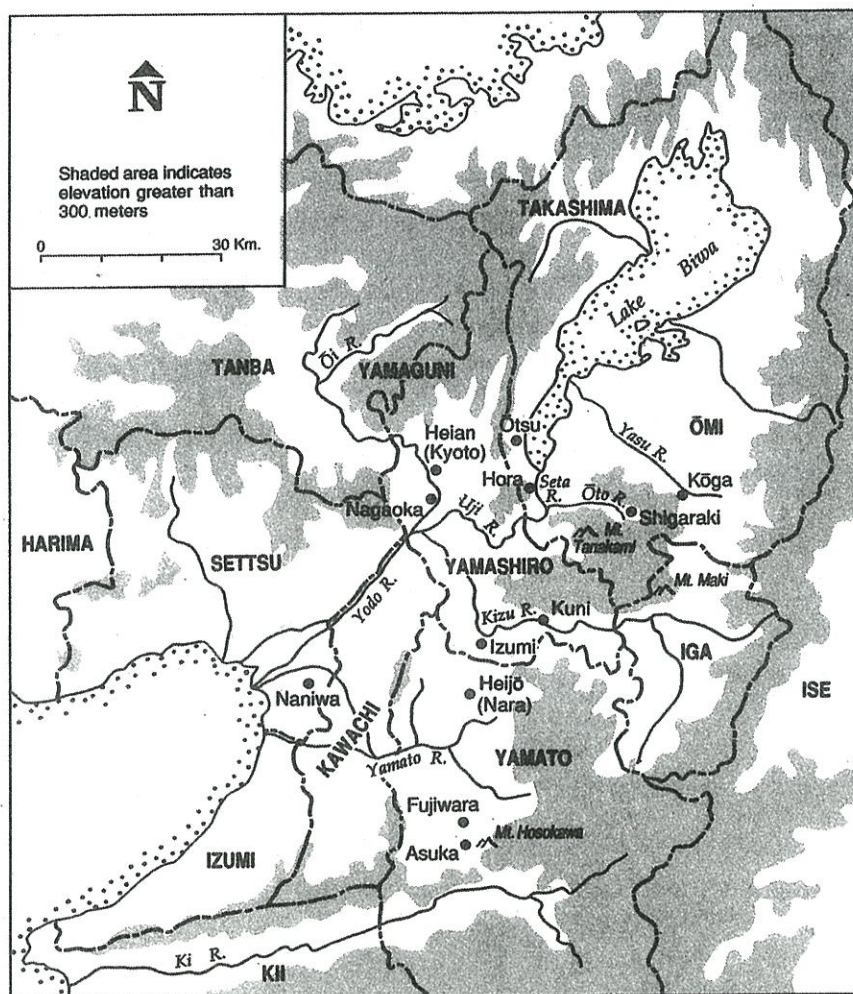 N
Shaded area indicates
elevation greater than
300 meters
0 30 Km.
TAKASHIMA
Lake Biwa
Ōi R.
TANBA
YAMAGUNI
ŌMI
Ōtsu
Yasu R.
Heian
(Kyoto)
Hora
Seta
R.
Ōto R.
Kōga
Nagaoka
Uji R.
Shigaraki
Mt.
Tanakami
HARIMA
SETTSU
YAMASHIRO
Mt. Maki
Yodo R.
Kizu R.
Kuni
Izumi
IGA
Naniwa
Heijō
(Nara)
ISE
KAWACHI
Yamato R.
YAMATO
Fujiwara
Mt. Hosokawa
Asuka
IZUMI
Ki R.
KII